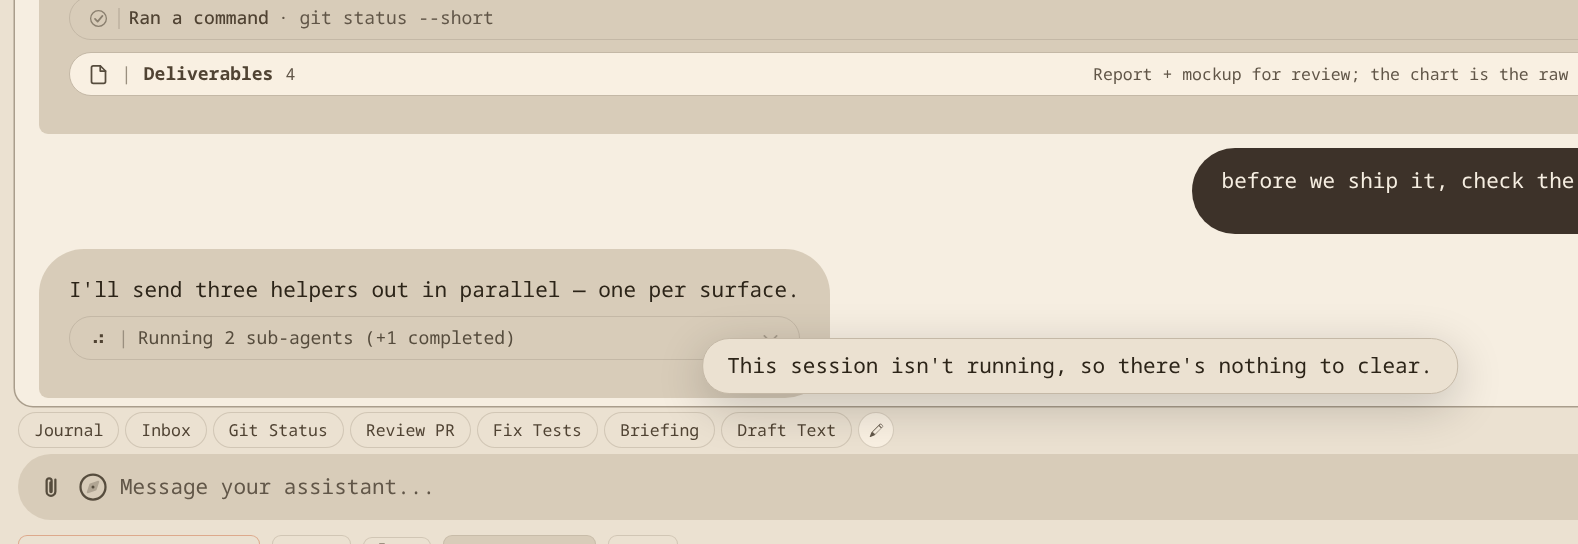 Ran a command · git status --short
Deliverables 4
Report + mockup for review; the chart is the raw
before we ship it, check the
I'll send three helpers out in parallel — one per surface.
Running 2 sub-agents (+1 completed)
This session isn't running, so there's nothing to clear.
Journal
Inbox
Git Status
Review PR
Fix Tests
Briefing
Draft Text
Message your assistant...